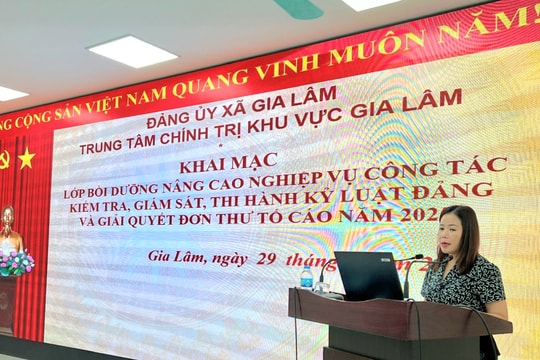 ĐẢNG CỘNG SẢN VIỆT NAM QUANG VINH MUÔN NĂM!
ĐẢNG ỦY XÃ GIA LÂM
TRUNG TÂM CHÍNH TRỊ KHU VỰC GIA LÂM
*
KHAI MẠC
LỚP BỒI DƯỠNG NÂNG CAO NGHIỆP VỤ CÔNG TÁC
KIỂM TRA, GIÁM SÁT, THI HÀNH KỶ LUẬT ĐẢNG
VÀ GIẢI QUYẾT ĐƠN THƯ TỐ CÁO NĂM 202
Gia Lâm, ngày 29 tháng